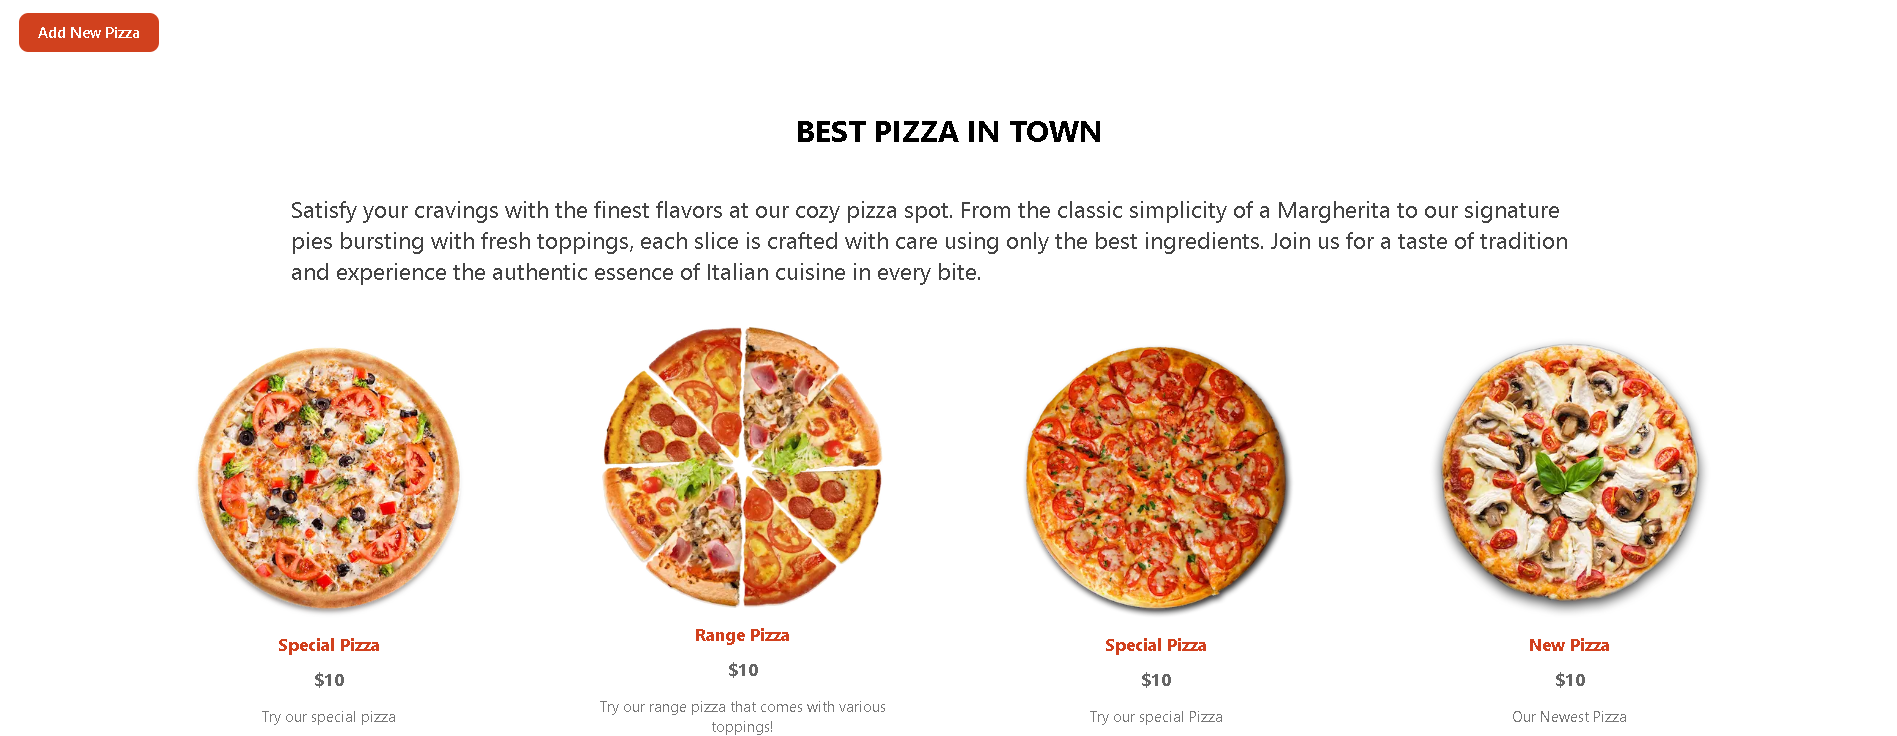 Add New Pizza
BEST PIZZA IN TOWN
Satisfy your cravings with the finest flavors at our cozy pizza spot. From the classic simplicity of a Margherita to our signature
pies bursting with fresh toppings, each slice is crafted with care using only the best ingredients. Join us for a taste of tradition
and experience the authentic essence of Italian cuisine in every bite.
Special Pizza
$10
Try our special pizza
Range Pizza
$10
Try our range pizza that comes with various
toppings!
Special Pizza
$10
Try our special Pizza
New Pizza
$10
Our Newest Pizza